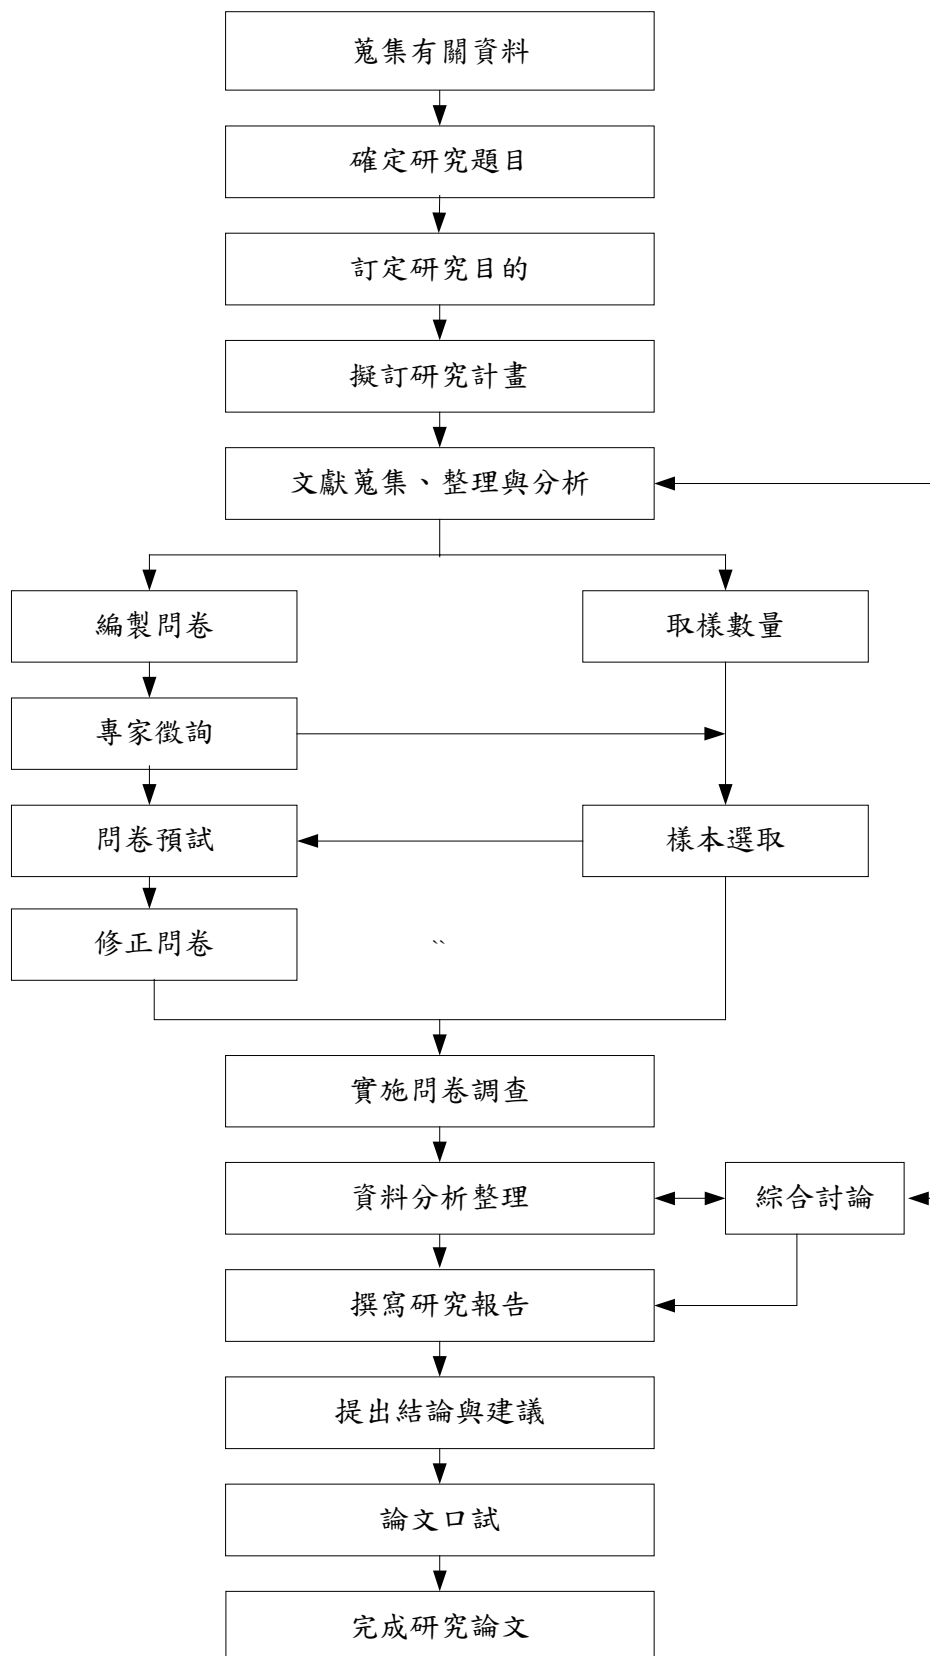 蒐集有關資料
確定研究題目
訂定研究目的
擬訂研究計畫
文獻蒐集、整理與分析
編製問卷
取樣數量
專家徵詢
問卷預試
樣本選取
修正問卷
``
實施問卷調查
資料分析整理
綜合討論
撰寫研究報告
提出結論與建議
論文口試
完成研究論文